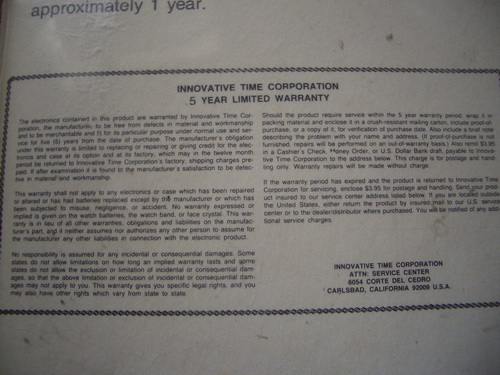 approximately 1 year.
INNOVATIVE TIME CORPORATION
5 YEAR LIMITED WARRANTY
The electronics contained in this product are warranted by Innovative Time Cor-
poration, the manufacturer, to be free from defects in material and workmanship
and to be merchantable and fit for its particular purpose under normal use and ser-
vice for five (5) years from the date of purchase. The manufacturer's obligation
under this warranty is limited to replacing or repairing or giving credit for the elec-
tronics and case at its option and at its factory, which may in the twelve month
period be returned to Innovative Time Corporation's factory, shipping charges pre-
paid, if after examination it is found to the manufacturer's satisfaction to be defec-
tive in material and workmanship.
This warranty shall not apply to any electronics or case which has been repaired
or altered or has had batteries replaced except by the manufacturer or which has
been subjected to misuse, negligence, or accident. No warranty expressed or
implied is given on the watch batteries, the watch band, or face crystal. This war-
ranty is in lieu of all other warranties, obligations and liabilities on the manufac-
turer's part, and it neither assumes nor authorizes any other person to assume for
the manufacturer any other liabilities in connection with the electronic product.
No responsibility is assumed for any incidental or consequential damages. Some
states do not allow limitations on how long an implied warranty lasts and some
states do not allow the exclusion or limitation of incidental or consequential dam-
ages, so that the above limitation or exclusion of incidental or consequential dam-
ages may not apply to you. This warranty gives you specific legal rights, and you
may also have other rights which vary from state to state.
Should the product require service within the 5 year warranty period, wrap it in
packing material and enclose it in a crush-resistant mailing carton, include proof-of-
purchase, or a copy of it, for verification of purchase date. Also include a brief note
describing the problem with your name and address. (If proof-of-purchase is not
furnished, repairs will be performed on an out-of-warranty basis.) Also remit $3.95
in a Cashier's Check, Money Order, or U.S. Dollar Bank draft, payable to Innova-
tive Time Corporation to the address below. This charge is for postage and hand-
ling only. Warranty repairs will be made without charge.
If the warranty period has expired and the product is returned to Innovative Time
Corporation for servicing, enclose $3.95 for postage and handling. Send your prod-
uct insured to our service center address listed below. If you are located outside
the United States, either return the product by insured mail to our U.S. service
center or to the dealer/distributor where purchased. You will be notified of any addi-
tional service charges.
INNOVATIVE TIME CORPORATION
ATTN: SERVICE CENTER
6054 CORTE DEL CEDRO
CARLSBAD, CALIFORNIA 92009 U.S.A.